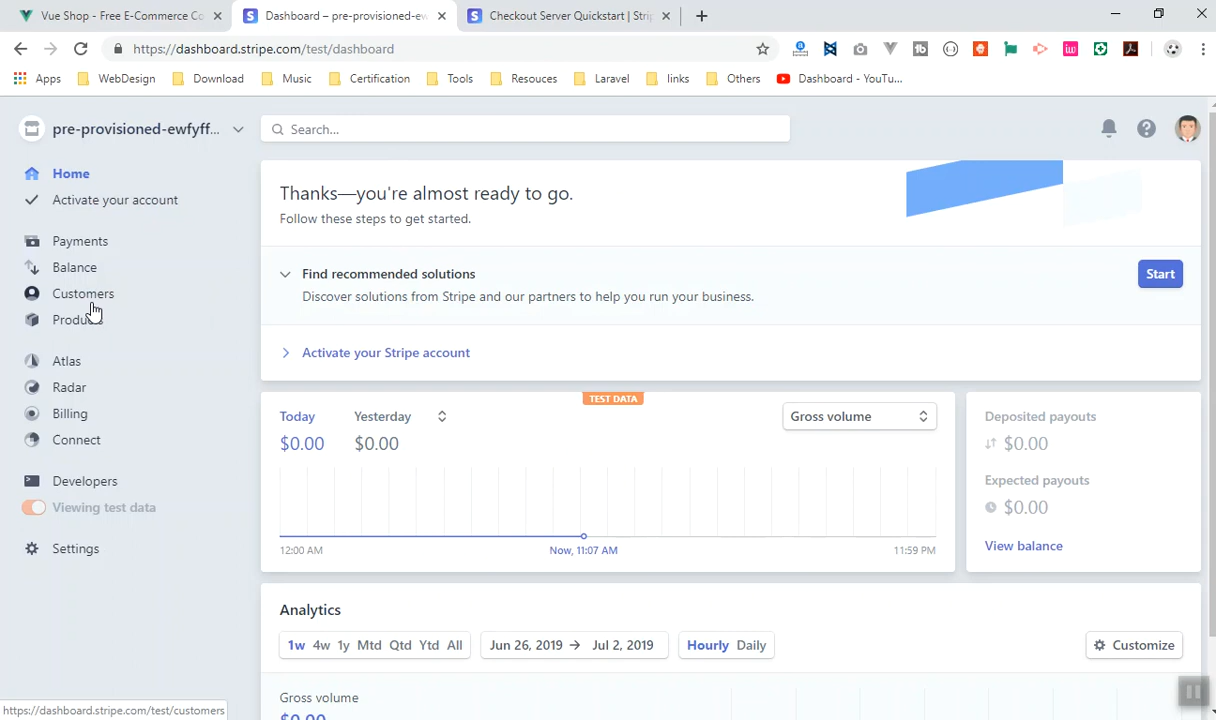 Vue Shop - Free E-Commerce Co
Dashboard – pre-provisioned-ew
Checkout Server Quickstart | Strip
https://dashboard.stripe.com/test/dashboard
Apps
WebDesign
Download
Music
Certification
Tools
Resouces
Laravel
links
Others
Dashboard - YouTu...
pre-provisioned-ewfyff...
Search...
Home
Activate your account
Payments
Balance
Customers
Products
Atlas
Radar
Billing
Connect
Developers
Viewing test data
Settings
Thanks—you're almost ready to go.
Follow these steps to get started.
Find recommended solutions
Discover solutions from Stripe and our partners to help you run your business.
Start
Activate your Stripe account
TEST DATA
Today
Yesterday
Gross volume
$0.00
$0.00
12:00 AM
Now, 11:07 AM
11:59 PM
Deposited payouts
$0.00
Expected payouts
$0.00
View balance
Analytics
1w 4w 1y Mtd Qtd Ytd All
Jun 26, 2019 → Jul 2, 2019
Hourly Daily
Customize
Gross volume
$0.00
https://dashboard.stripe.com/test/customers